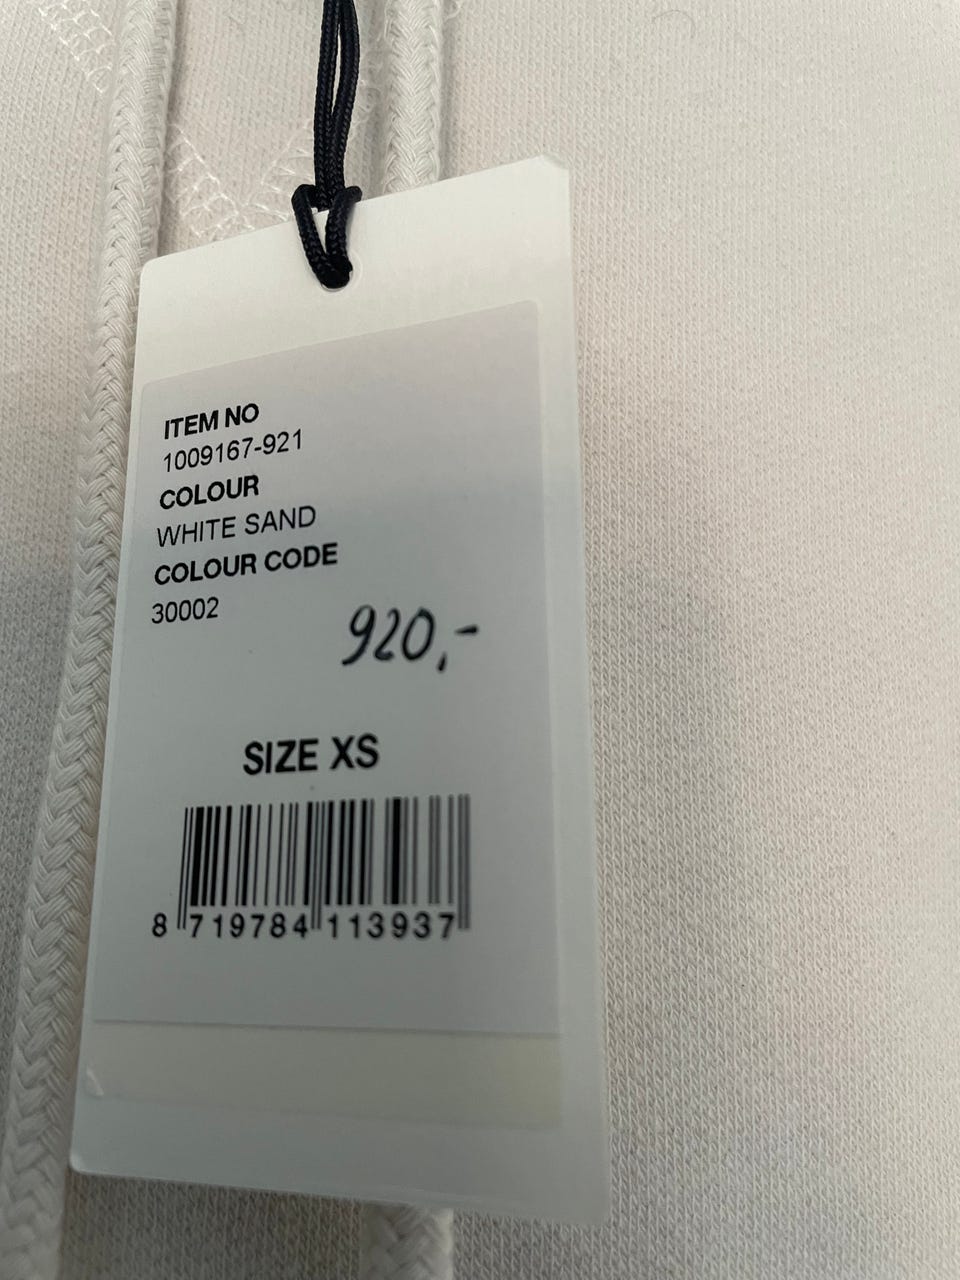 ITEM NO
1009167-921
COLOUR
WHITE SAND
COLOUR CODE
30002
920,-
SIZE XS
8 719784 113937